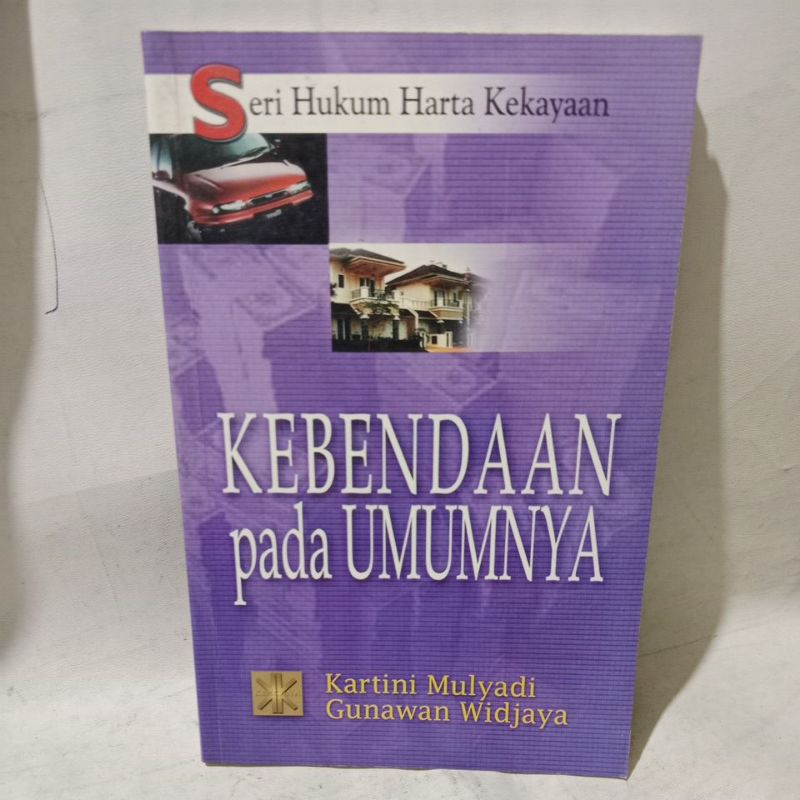 Seri Hukum Harta Kekayaan
KEBENDAAN
pada UMUMNYA
Kartini Mulyadi
Gunawan Widjaya